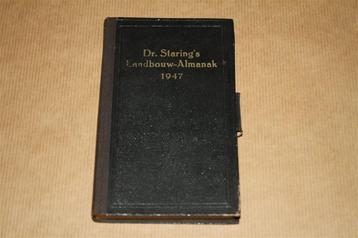 Dr. Staring's
Landbouw-Almanak
1947